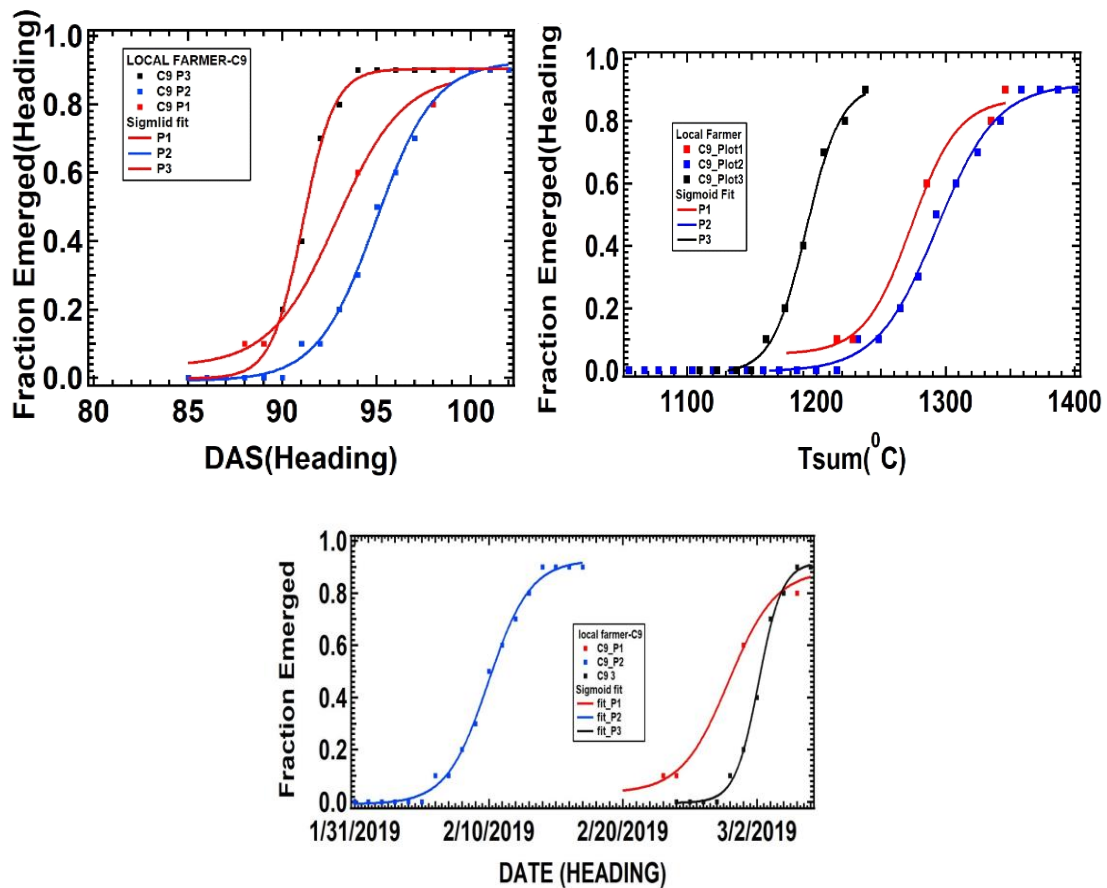 Fraction Emerged(Heading)
1.0
0.8
0.6
0.4
0.2
0.0
LOCAL FARMER-C9
C9 P3
C9 P2
C9 P1
Sigmlid fit
P1
P2
P3
80
85
90
95
100
DAS(Heading)
Fraction Emerged(Heading
1.0
0.8
0.6
0.4
0.2
0.0
Local Farmer
C9_Plot1
C9_Plot2
C9_Plot3
Sigmoid Fit
P1
P2
P3
1100
1200
1300
1400
Tsum(⁰C)
Fraction Emerged
1.0
0.8
0.6
0.4
0.2
0.0
local farmer-C9
C9_P1
C9_P2
C9 3
Sigmoid fit
fit_P1
fit_P2
fit_P3
1/31/2019
2/10/2019
2/20/2019
3/2/2019
DATE (HEADING)